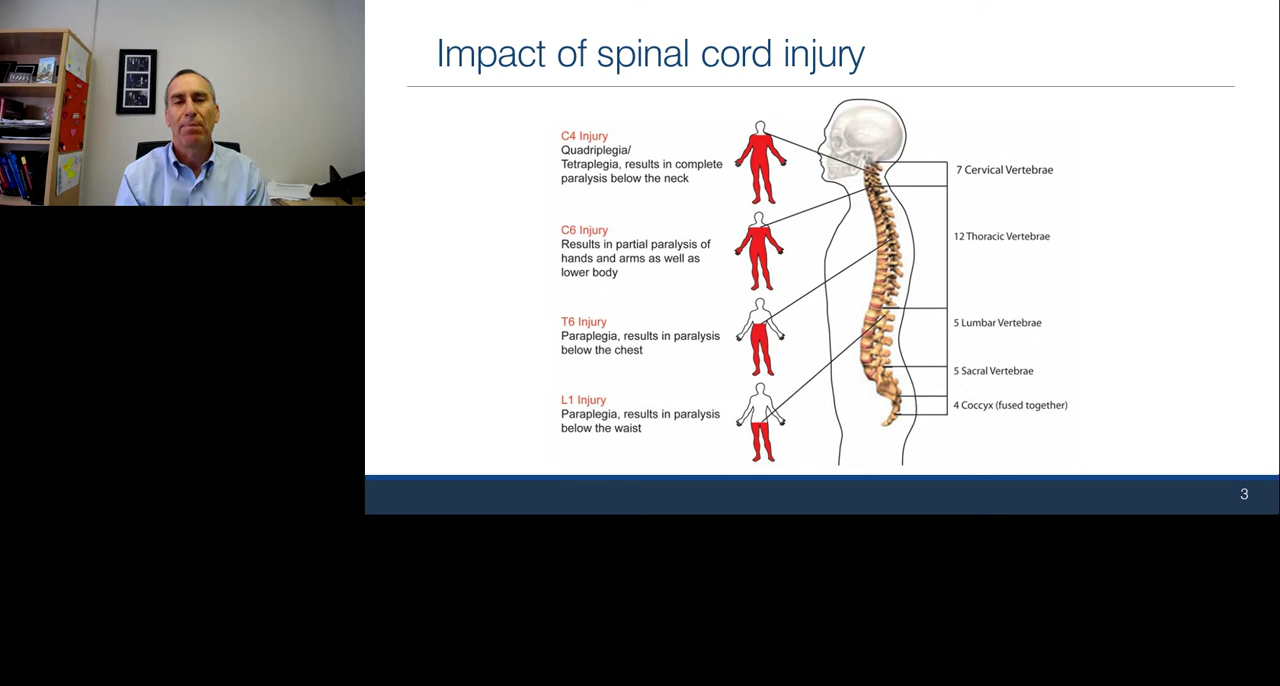 Impact of spinal cord injury
C4 Injury
Quadriplegia/
Tetraplegia, results in complete
paralysis below the neck
C6 Injury
Results in partial paralysis of
hands and arms as well as
lower body
T6 Injury
Paraplegia, results in paralysis
below the chest
L1 Injury
Paraplegia, results in paralysis
below the waist
7 Cervical Vertebrae
12 Thoracic Vertebrae
5 Lumbar Vertebrae
5 Sacral Vertebrae
4 Coccyx (fused together)
3